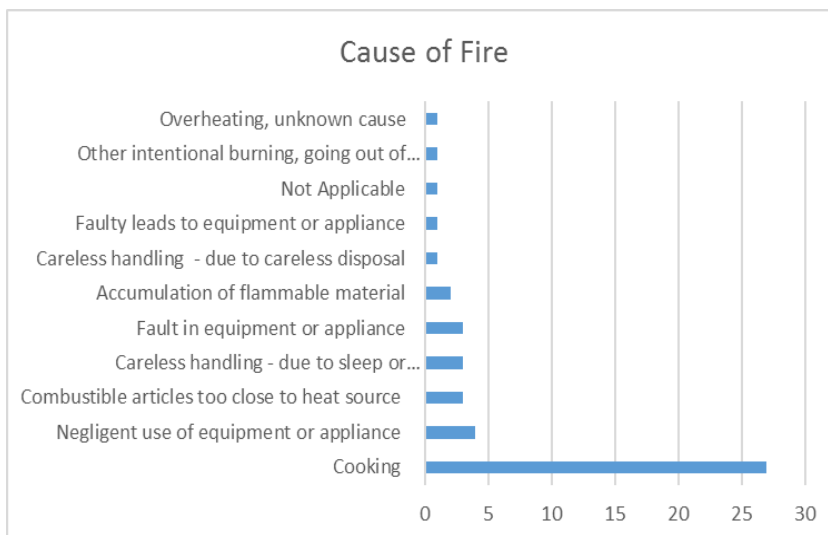 Cause of Fire
Overheating, unknown cause
Other intentional burning, going out of...
Not Applicable
Faulty leads to equipment or appliance
Careless handling  - due to careless disposal
Accumulation of flammable material
Fault in equipment or appliance
Careless handling - due to sleep or...
Combustible articles too close to heat source
Negligent use of equipment or appliance
Cooking
0 5 10 15 20 25 30